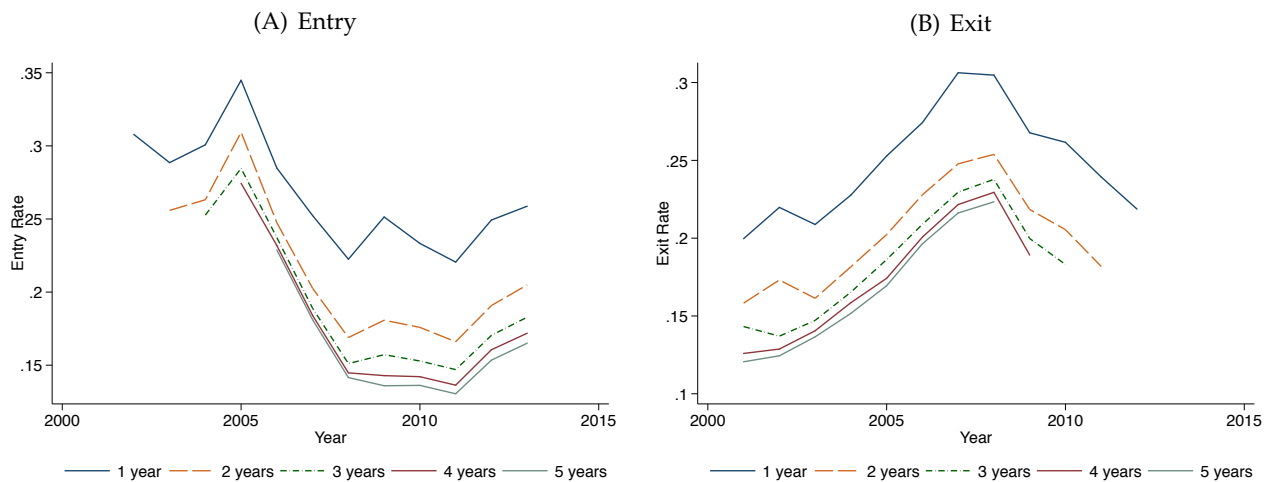 (A) Entry
.35
.3
.25
.2
.15
Entry Rate
2000 2005 2010 2015
Year
1 year 2 years 3 years 4 years 5 years
(B) Exit
.3
.25
.2
.15
.1
Exit Rate
2000 2005 2010 2015
Year
1 year 2 years 3 years 4 years 5 years